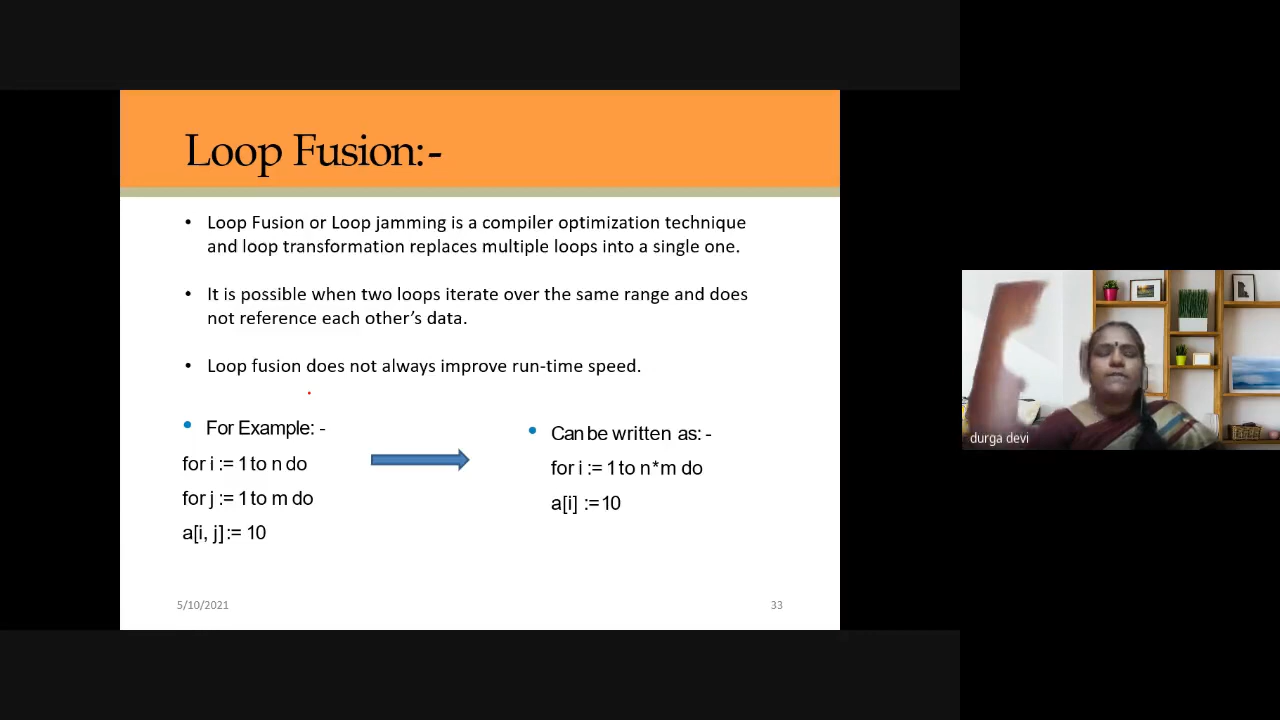 Loop Fusion:-
• Loop Fusion or Loop jamming is a compiler optimization technique
and loop transformation replaces multiple loops into a single one.
• It is possible when two loops iterate over the same range and does
not reference each other’s data.
• Loop fusion does not always improve run-time speed.
• For Example: -
for i := 1 to n do
for j := 1 to m do
a[i, j]:= 10
• Can be written as: -
for i := 1 to n*m do
a[i] :=10
5/10/2021
33
durga devi